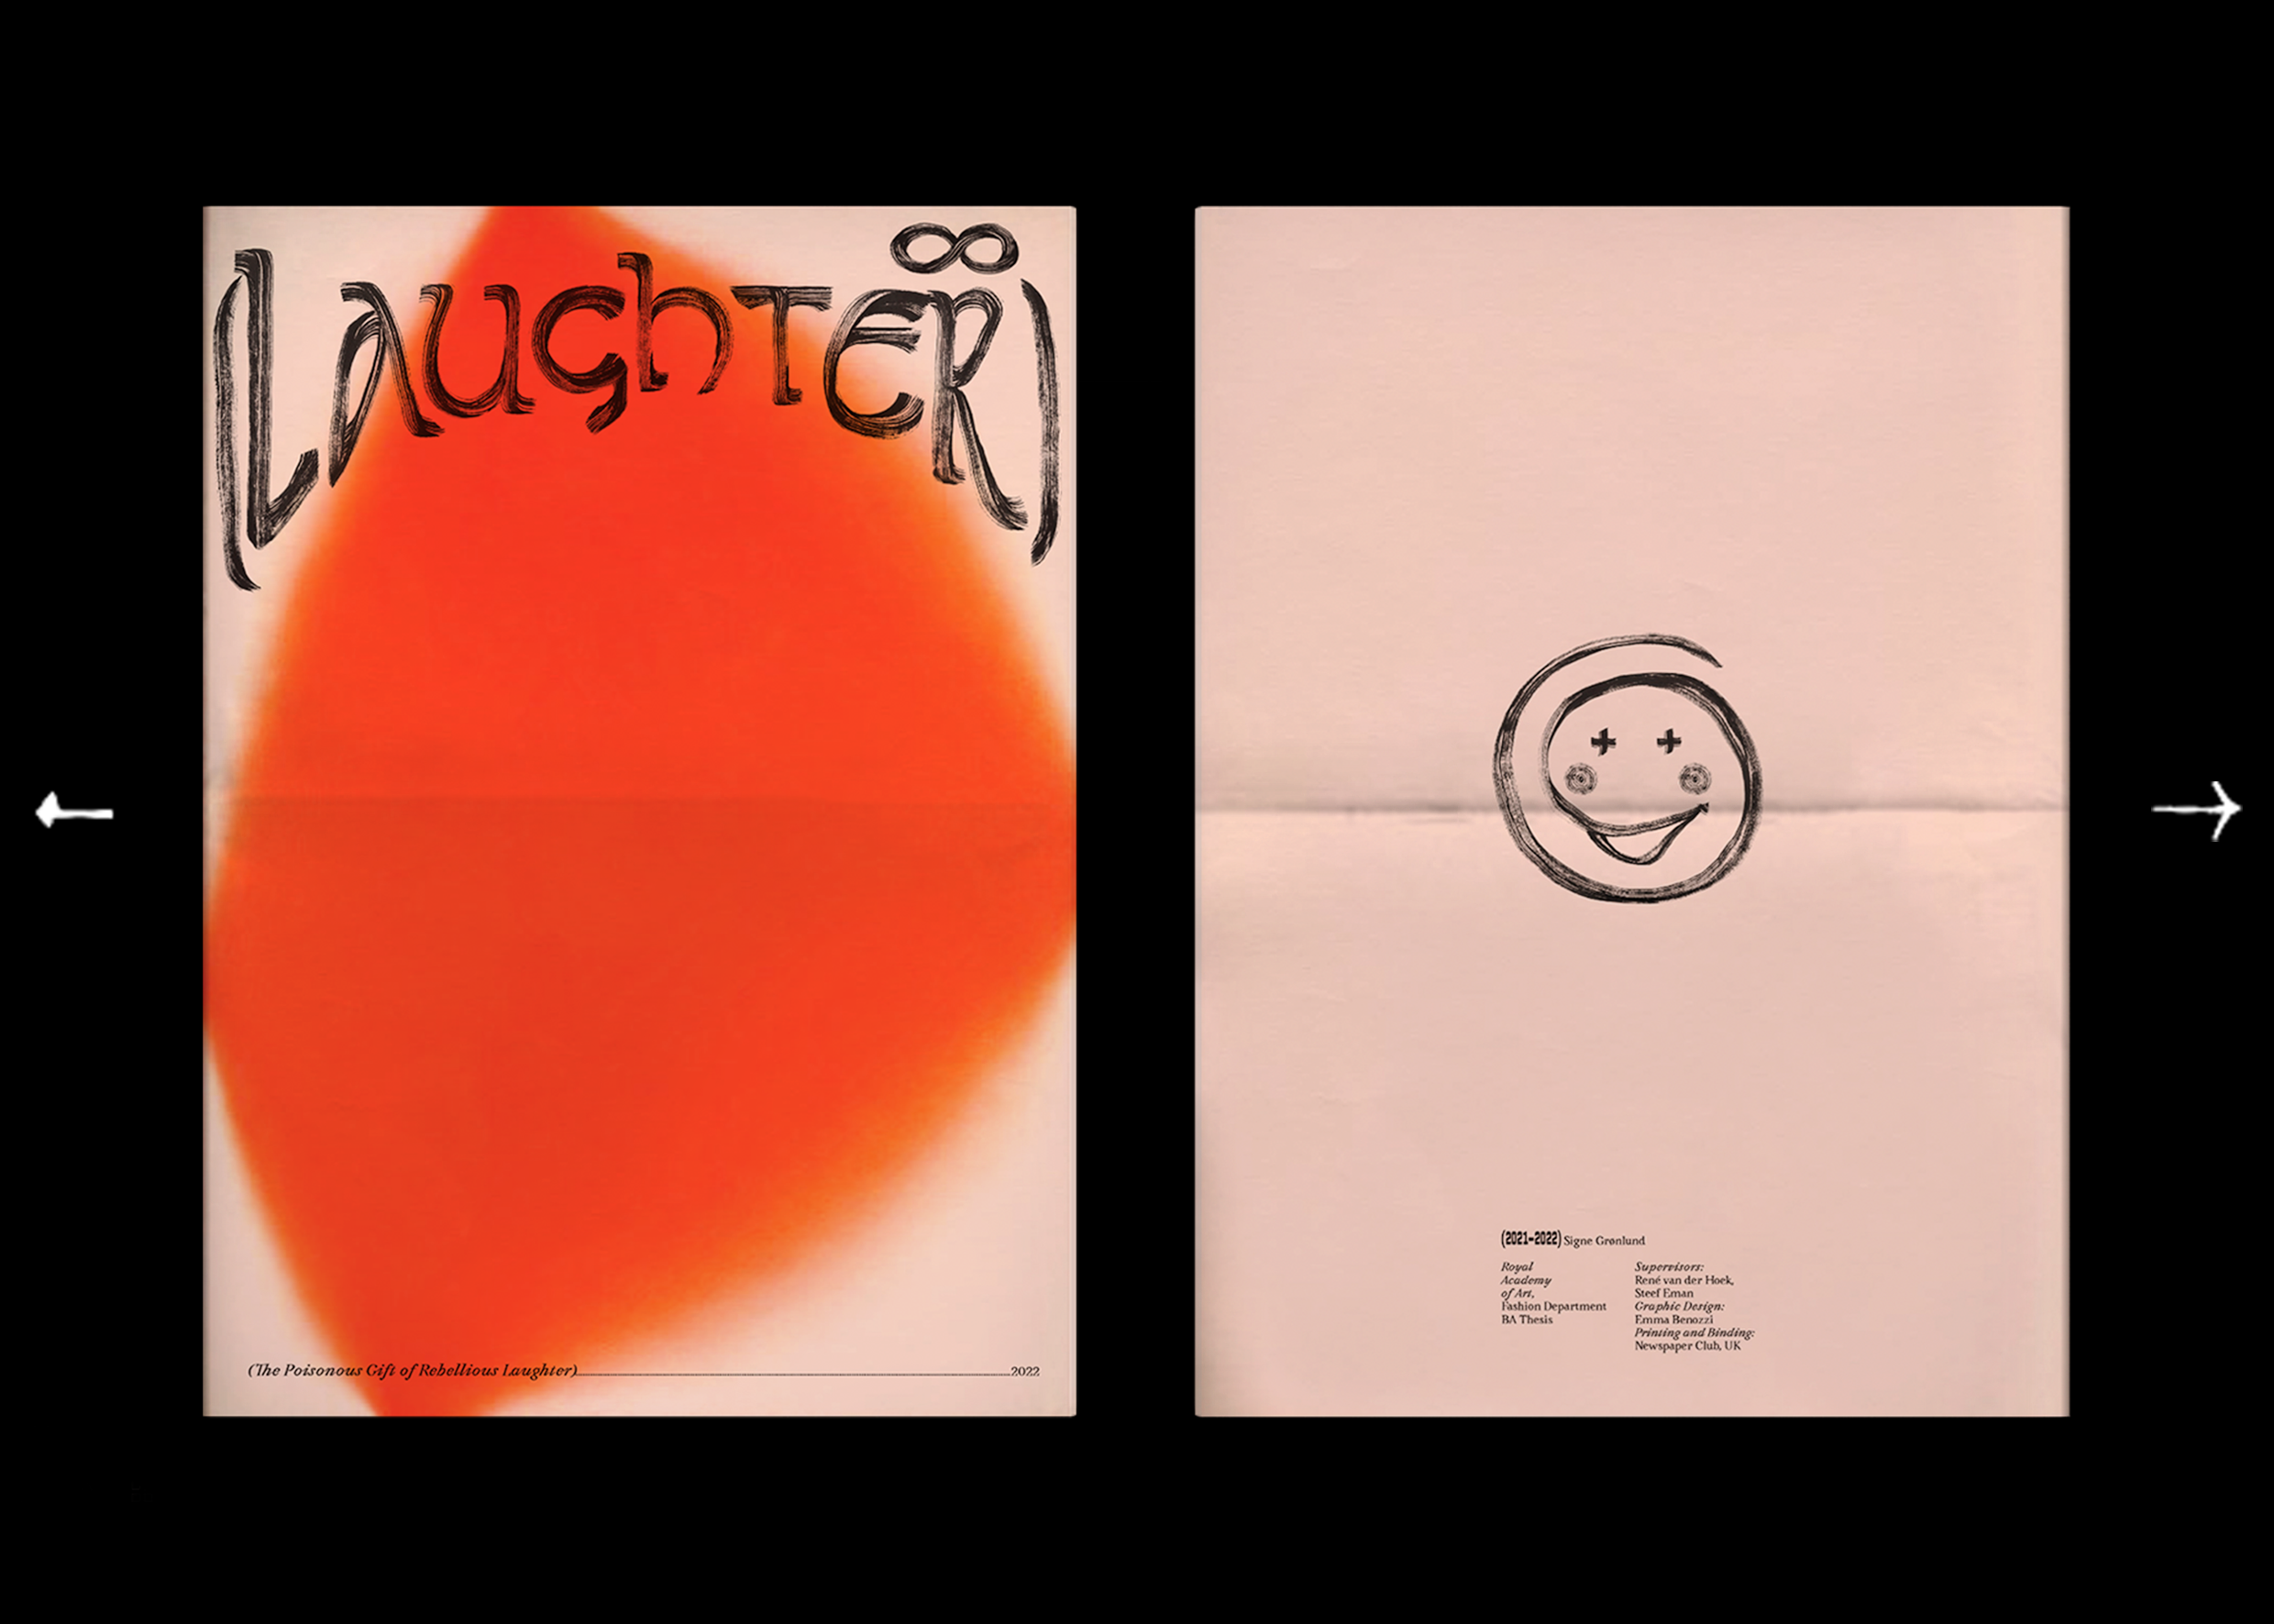 (LaughTER)
∞
(The Poisonous Gift of Rebellious Laughter) 2022
(2021–2022) Signe Grønlund
Royal
Academy
of Art,
Fashion Department
BA Thesis
Supervisors:
René van der Hoek,
Steef Eman
Graphic Design:
Emma Benozzi
Printing and Binding:
Newspaper Club, UK